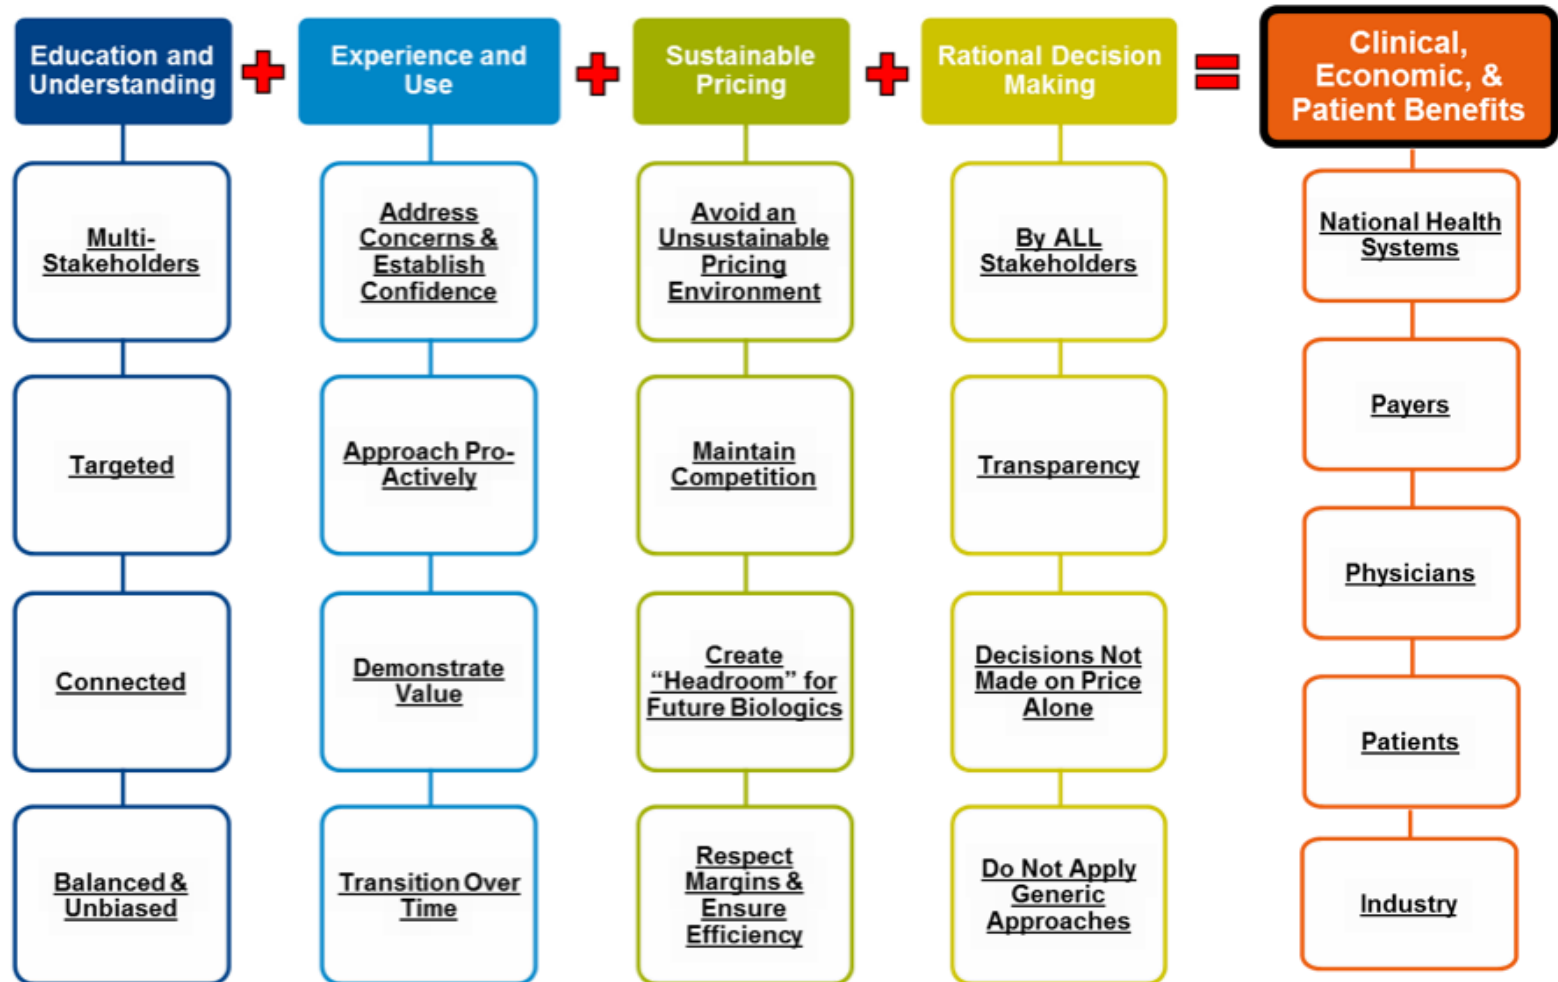 Education and
Understanding
Experience and
Use
Sustainable
Pricing
Rational Decision
Making
Clinical,
Economic, &
Patient Benefits
Multi-
Stakeholders
Targeted
Connected
Balanced &
Unbiased
Address
Concerns &
Establish
Confidence
Approach Pro-
Actively
Demonstrate
Value
Transition Over
Time
Avoid an
Unsustainable
Pricing
Environment
Maintain
Competition
Create
“Headroom” for
Future Biologics
Respect
Margins &
Ensure
Efficiency
By ALL
Stakeholders
Transparency
Decisions Not
Made on Price
Alone
Do Not Apply
Generic
Approaches
National Health
Systems
Payers
Physicians
Patients
Industry